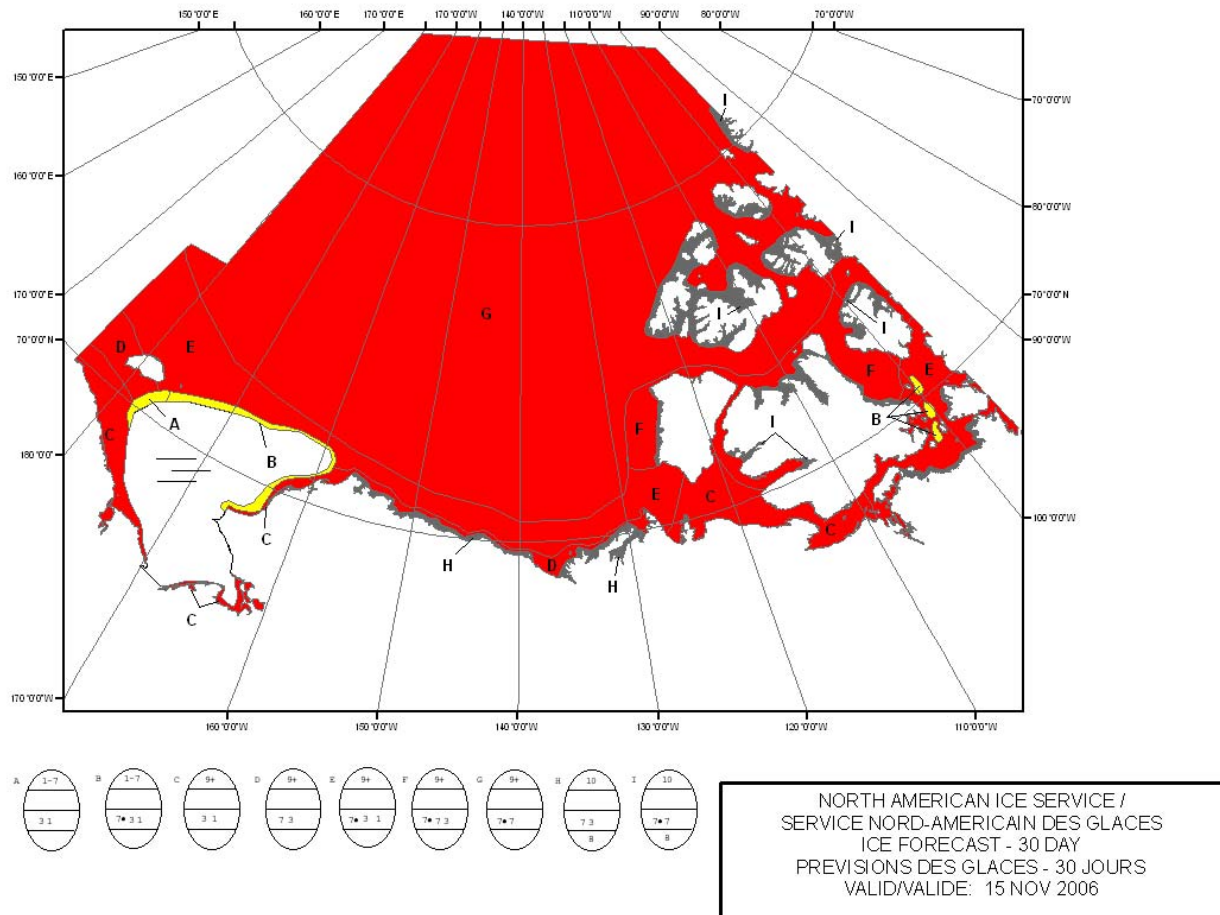 150°0'0"E 160°0'0"E 170°0'0"E 170°0'0"W 140°0'0"W 110°0'0"W 90°0'0"W 80°0'0"W 70°0'0"W
150°0'0"E
70°0'0"W
I
160°0'0"E
80°0'0"W
I
170°0'0"E
70°0'0"N
G
I
I
70°0'0"N
90°0'0"W
D
E
F
E
A
B
C
F
B
180°0'0"W
I
E
C
100°0'0"W
C
C
H
D
H
C
170°0'0"W
160°0'0"W 150°0'0"W 140°0'0"W 130°0'0"W 120°0'0"W 110°0'0"W
A 1-7 B 1-7 C 9+ D 9+ E 9+ F 9+ G 9+ H 10 I 10
3 1 7• 3 1 3 1 7 3 7• 3 1 7• 7 3 7• 7 7 3 7• 7
8 8
NORTH AMERICAN ICE SERVICE /
SERVICE NORD-AMERICAIN DES GLACES
ICE FORECAST - 30 DAY
PREVISIONS DES GLACES - 30 JOURS
VALID/VALIDE: 15 NOV 2006